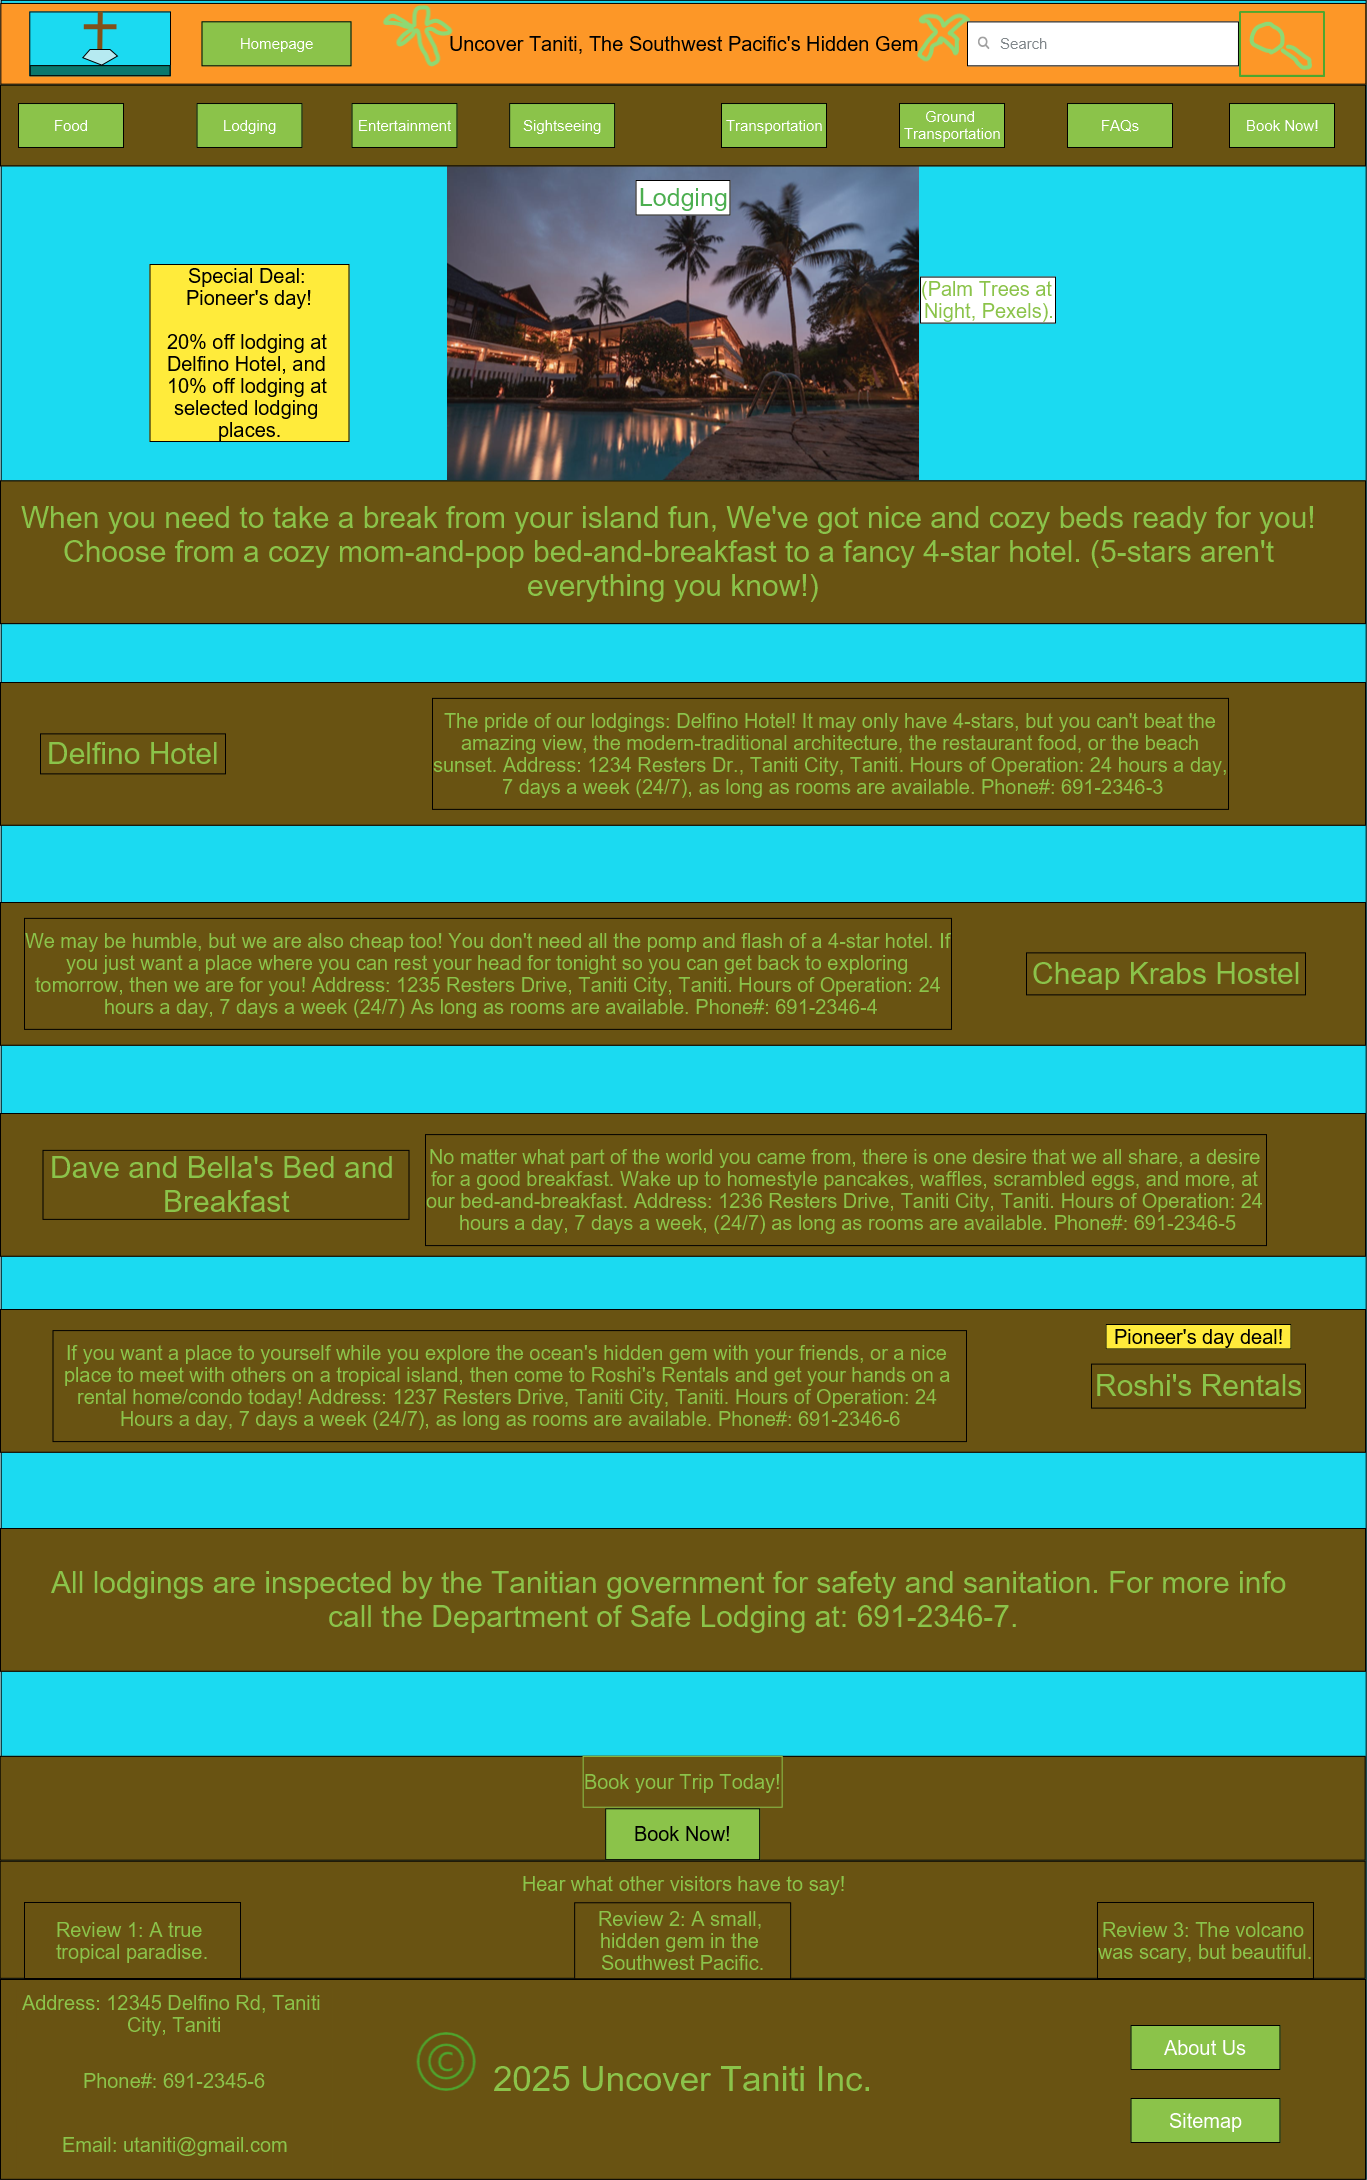 Homepage
Uncover Taniti, The Southwest Pacific's Hidden Gem
Search
Food
Lodging
Entertainment
Sightseeing
Transportation
Ground
Transportation
FAQs
Book Now!
Lodging
Special Deal:
Pioneer's day!
20% off lodging at
Delfino Hotel, and
10% off lodging at
selected lodging
places.
(Palm Trees at
Night, Pexels).
When you need to take a break from your island fun, We've got nice and cozy beds ready for you!
Choose from a cozy mom-and-pop bed-and-breakfast to a fancy 4-star hotel. (5-stars aren't
everything you know!)
Delfino Hotel
The pride of our lodgings: Delfino Hotel! It may only have 4-stars, but you can't beat the
amazing view, the modern-traditional architecture, the restaurant food, or the beach
sunset. Address: 1234 Resters Dr., Taniti City, Taniti. Hours of Operation: 24 hours a day,
7 days a week (24/7), as long as rooms are available. Phone#: 691-2346-3
We may be humble, but we are also cheap too! You don't need all the pomp and flash of a 4-star hotel. If
you just want a place where you can rest your head for tonight so you can get back to exploring
tomorrow, then we are for you! Address: 1235 Resters Drive, Taniti City, Taniti. Hours of Operation: 24
hours a day, 7 days a week (24/7) As long as rooms are available. Phone#: 691-2346-4
Cheap Krabs Hostel
Dave and Bella's Bed and
Breakfast
No matter what part of the world you came from, there is one desire that we all share, a desire
for a good breakfast. Wake up to homestyle pancakes, waffles, scrambled eggs, and more, at
our bed-and-breakfast. Address: 1236 Resters Drive, Taniti City, Taniti. Hours of Operation: 24
hours a day, 7 days a week, (24/7) as long as rooms are available. Phone#: 691-2346-5
If you want a place to yourself while you explore the ocean's hidden gem with your friends, or a nice
place to meet with others on a tropical island, then come to Roshi's Rentals and get your hands on a
rental home/condo today! Address: 1237 Resters Drive, Taniti City, Taniti. Hours of Operation: 24
Hours a day, 7 days a week (24/7), as long as rooms are available. Phone#: 691-2346-6
Pioneer's day deal!
Roshi's Rentals
All lodgings are inspected by the Tanitian government for safety and sanitation. For more info
call the Department of Safe Lodging at: 691-2346-7.
Book your Trip Today!
Book Now!
Hear what other visitors have to say!
Review 1: A true
tropical paradise.
Review 2: A small,
hidden gem in the
Southwest Pacific.
Review 3: The volcano
was scary, but beautiful.
Address: 12345 Delfino Rd, Taniti
City, Taniti
Phone#: 691-2345-6
Email: utaniti@gmail.com
© 2025 Uncover Taniti Inc.
About Us
Sitemap